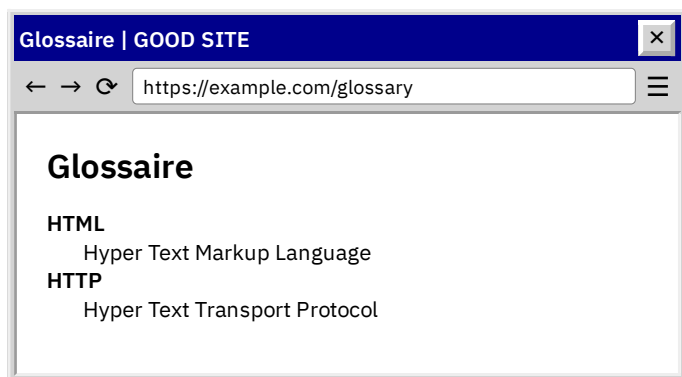 Glossaire | GOOD SITE
https://example.com/glossary
Glossaire
HTML
Hyper Text Markup Language
HTTP
Hyper Text Transport Protocol